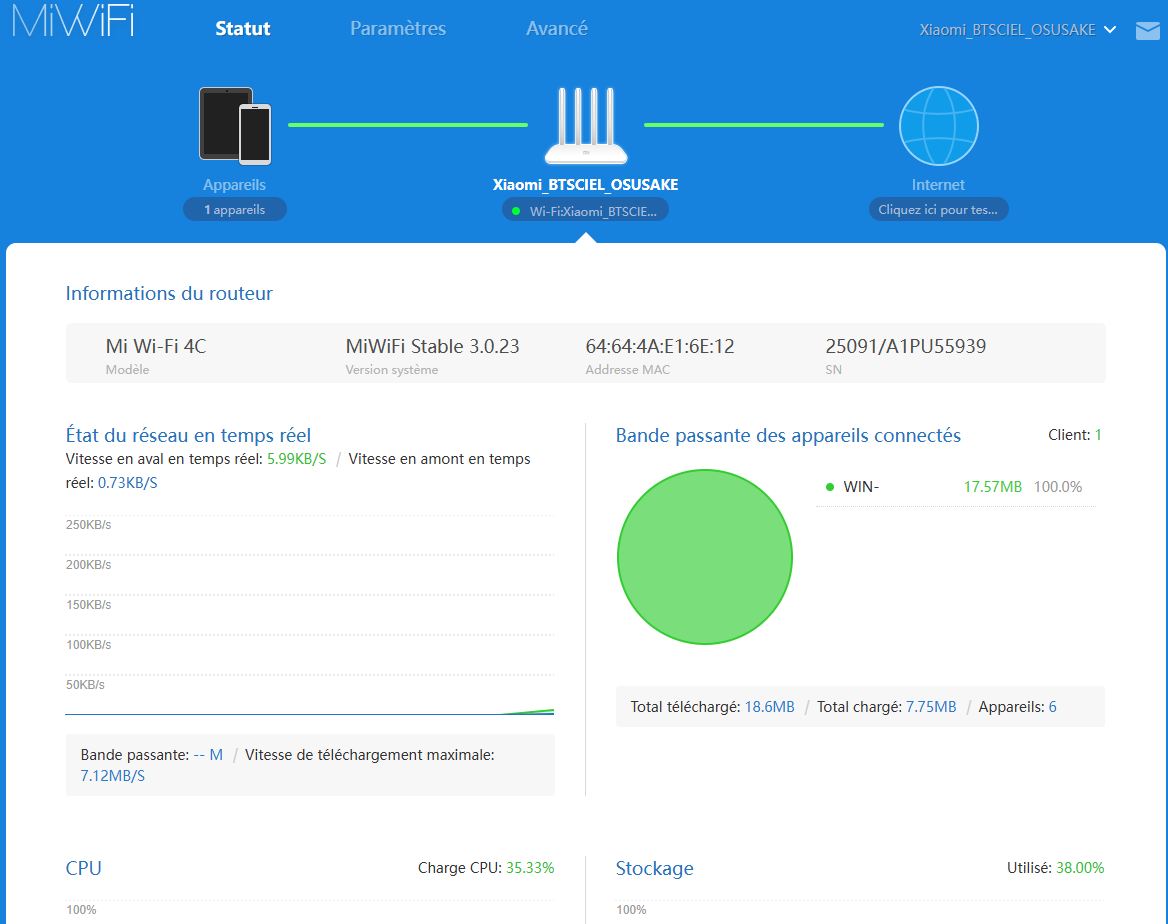 MiWiFi
Statut Paramètres Avancé Xiaomi_BTSCIEL_OSUSAKE
Appareils Xiaomi_BTSCIEL_OSUSAKE Internet
1 appareils Wi-Fi:Xiaomi_BTSCIE... Cliquez ici pour tes...
Informations du routeur
Mi Wi-Fi 4C MiWiFi Stable 3.0.23 64:64:4A:E1:6E:12 25091/A1PU55939
Modèle Version système Addresse MAC SN
État du réseau en temps réel
Vitesse en aval en temps réel: 5.99KB/S / Vitesse en amont en temps
réel: 0.73KB/S
250KB/s
200KB/s
150KB/s
100KB/s
50KB/s
Bande passante: -- M / Vitesse de téléchargement maximale:
7.12MB/S
Bande passante des appareils connectés Client: 1
WIN- 17.57MB 100.0%
Total téléchargé: 18.6MB / Total chargé: 7.75MB / Appareils: 6
CPU Charge CPU: 35.33%
100%
Stockage Utilisé: 38.00%
100%